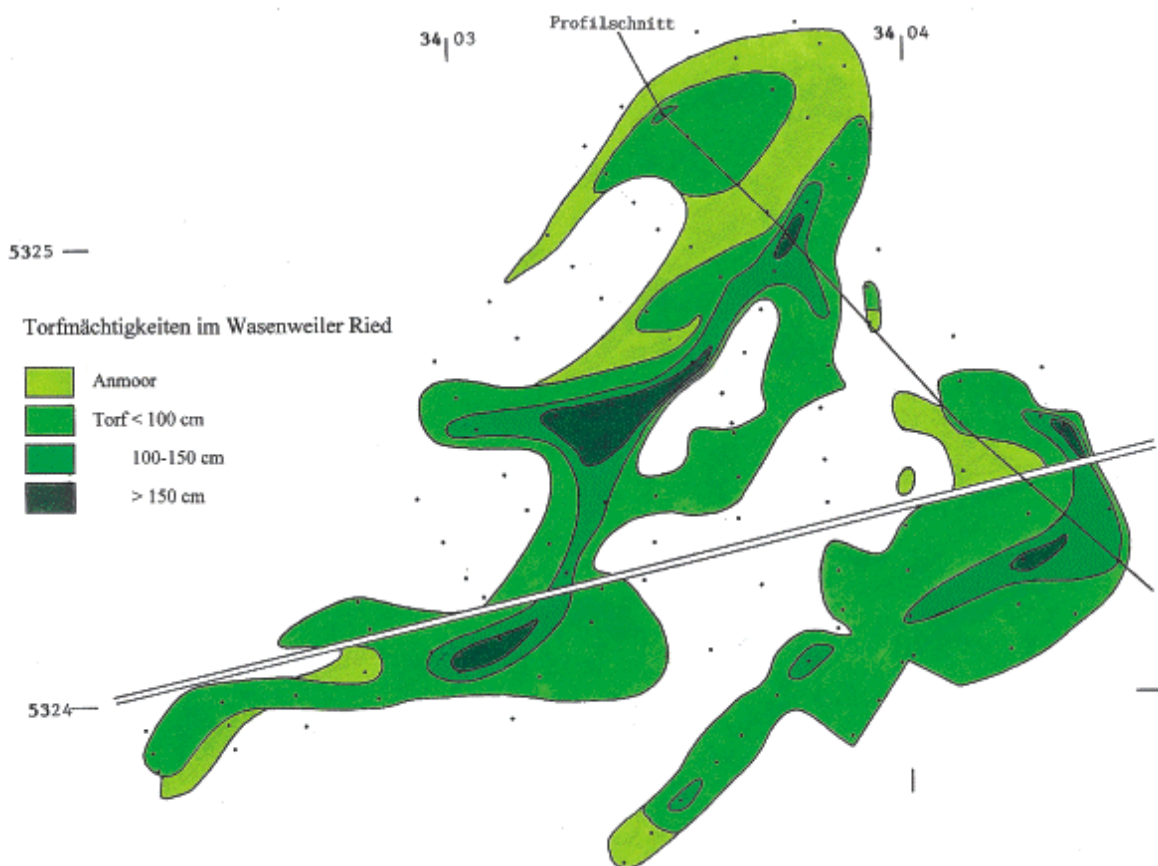 Profilschnitt
34 03
34 04
5325
Torfmächtigkeiten im Wasenweiler Ried
Anmoor
Torf < 100 cm
100-150 cm
> 150 cm
5324